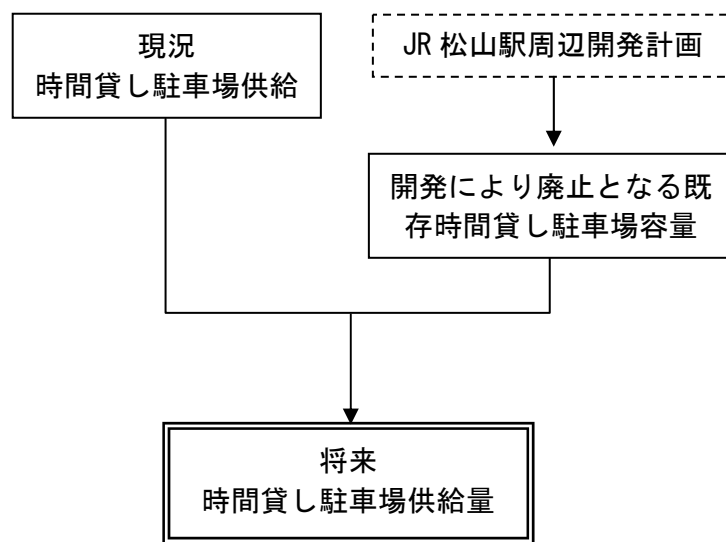 現況
時間貸し駐車場供給
JR 松山駅周辺開発計画
開発により廃止となる既
存時間貸し駐車場容量
将来
時間貸し駐車場供給量